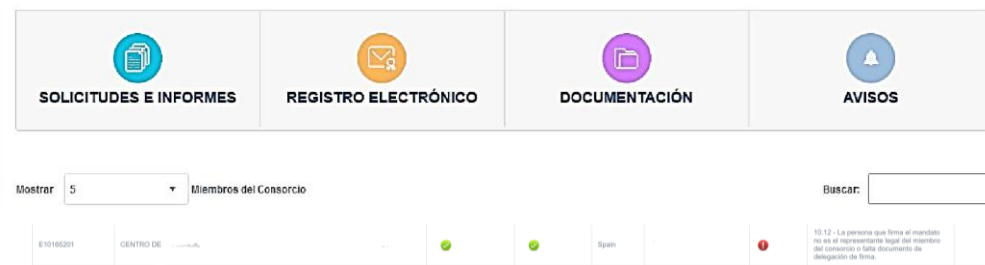 SOLICITUDES E INFORMES
REGISTRO ELECTRÓNICO
DOCUMENTACIÓN
AVISOS
Mostrar 5 Miembros del Consorcio
Buscar:
E10165201 CENTRO DE Spain
10.12 - La persona que firma el mandato
no es el representante legal del miembro
del consorcio o falta documento de
delegación de firma.